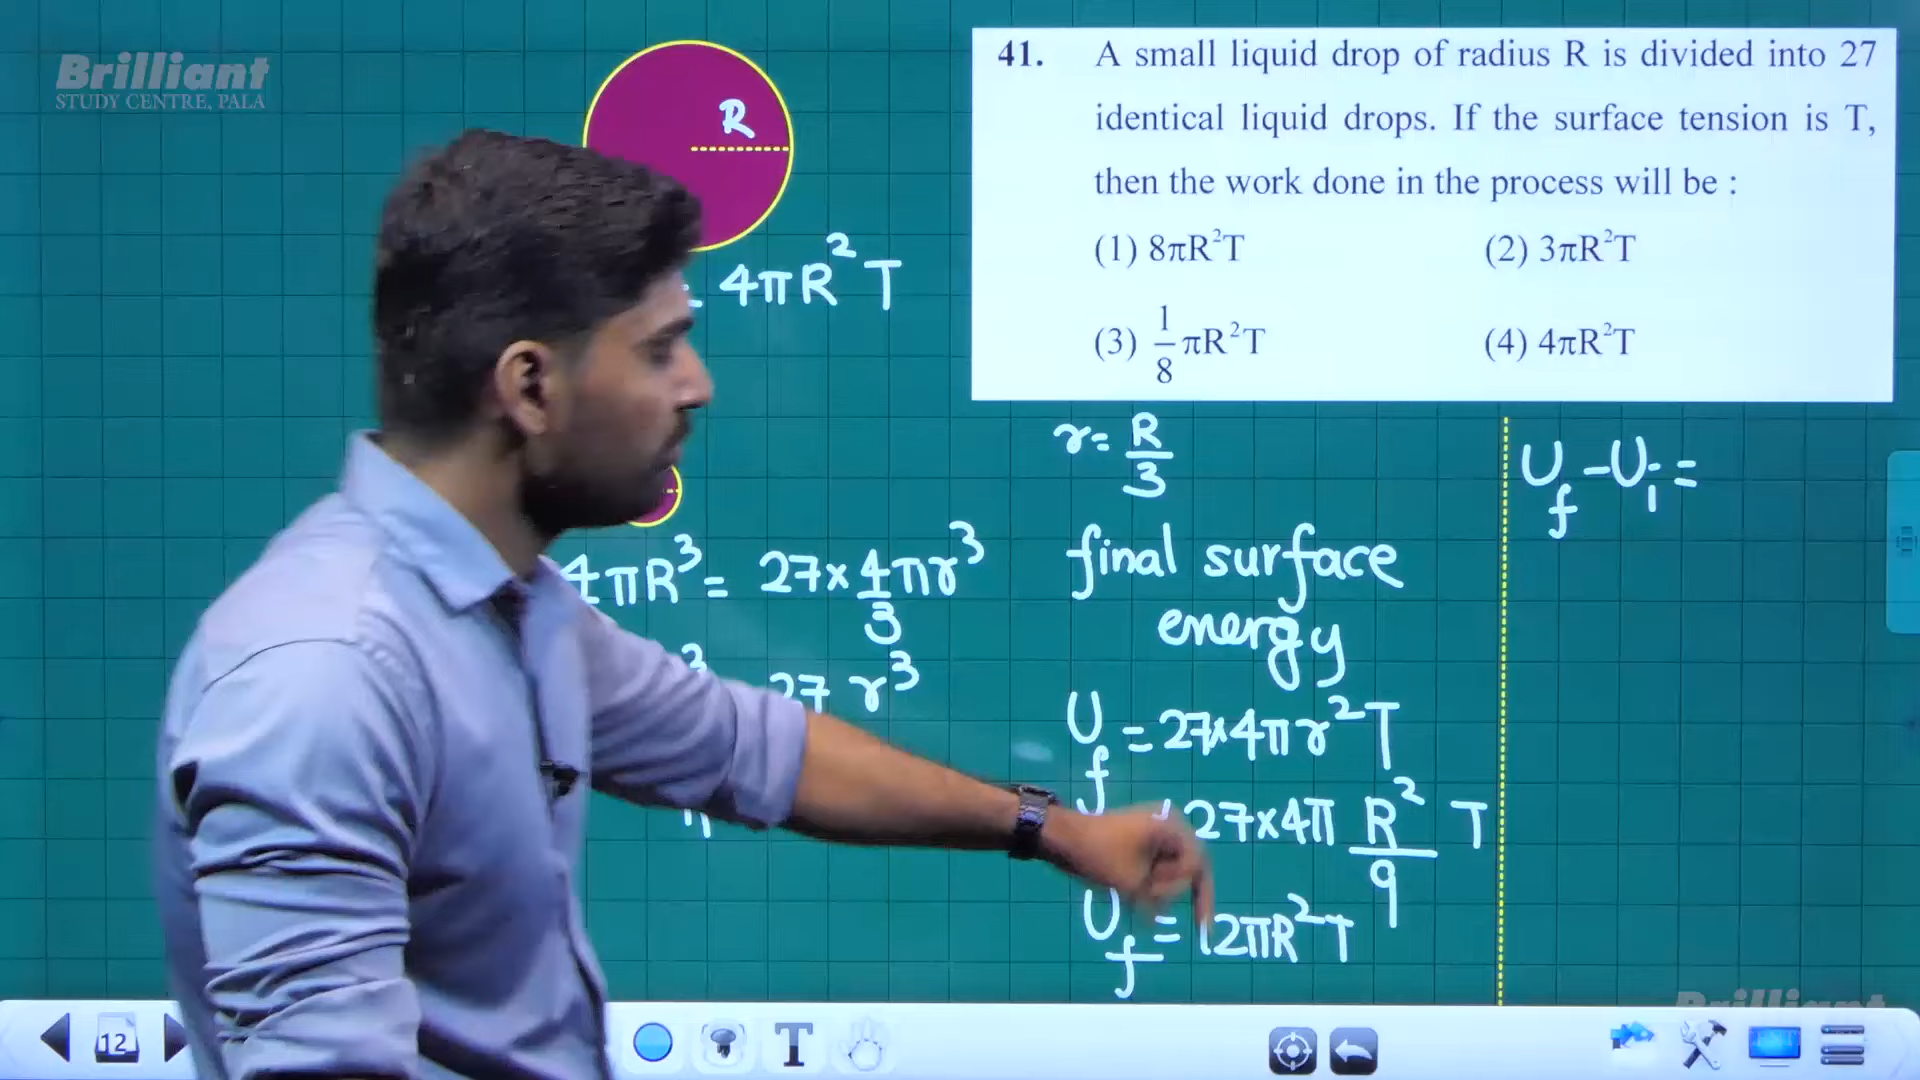 Brilliant
STUDY CENTRE, PALA
R
= 4πR²T
41. A small liquid drop of radius R is divided into 27
identical liquid drops. If the surface tension is T,
then the work done in the process will be :
(1) 8πR²T (2) 3πR²T
(3) 1/8 πR²T (4) 4πR²T
4πR³ = 27×4/3πr³
3 27 r³
r = R/3
final surface
energy
U_f = 27×4πr²T
27×4π R²/9 T
U_f = 12πR²T
U_f - U_i =
Brilliant
12
T